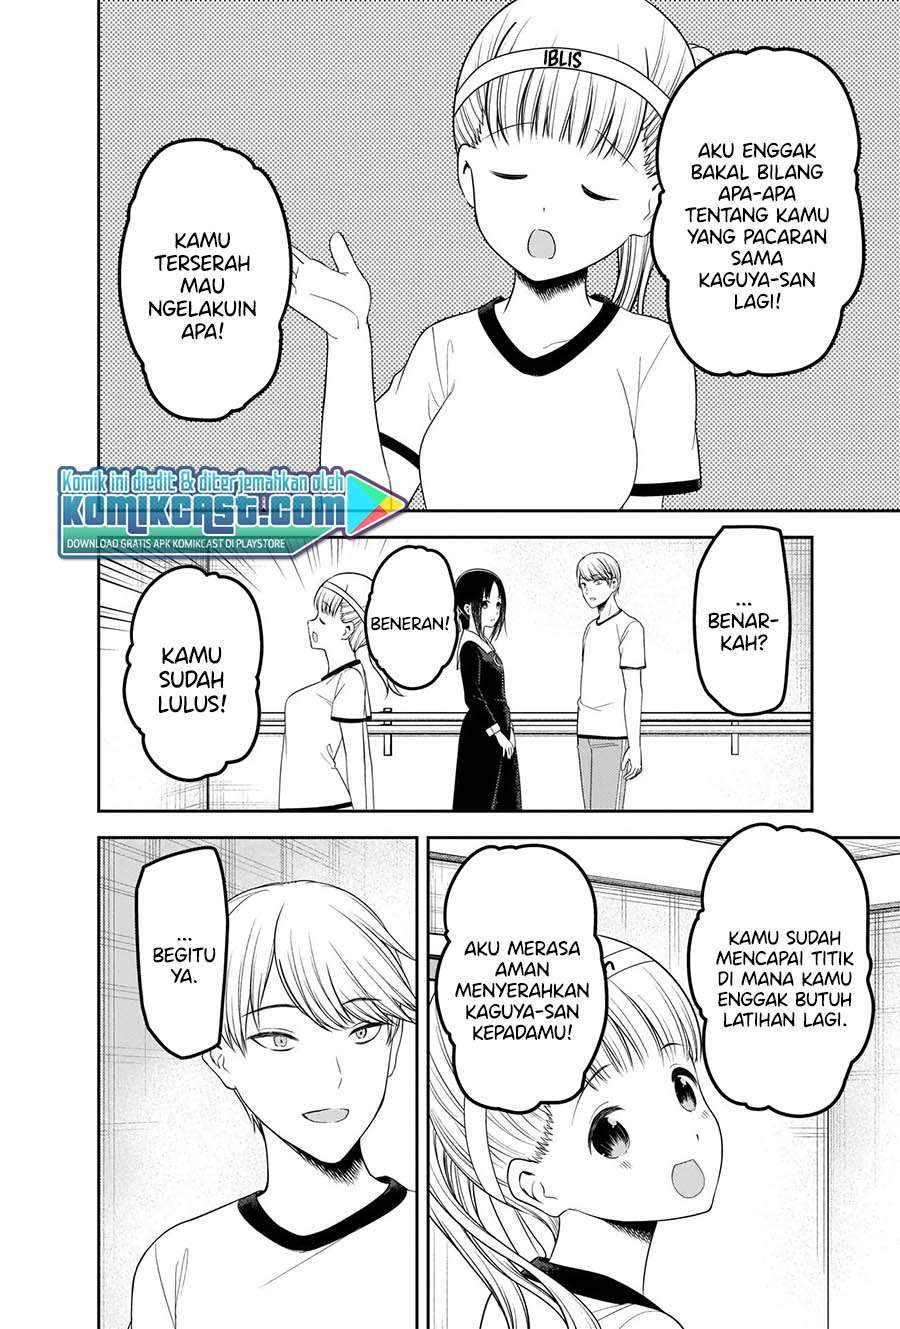 IBLIS
AKU ENGGAK
BAKAL BILANG
APA-APA
TENTANG KAMU
YANG PACARAN
SAMA
KAGUYA-SAN
LAGI!
KAMU
TERSERAH
MAU
NGELAKUIN
APA!
Komik ini diedit & diterjemahkan oleh
KOMIKCAST.COM
DOWNLOAD GRATIS APK KOMIKCAST DI PLAYSTORE
...
BENAR-
KAH?
BENERAN!
KAMU
SUDAH
LULUS!
KAMU SUDAH
MENCAPAI TITIK
DI MANA KAMU
ENGGAK BUTUH
LATIHAN LAGI.
AKU MERASA
AMAN
MENYERAHKAN
KAGUYA-SAN
KEPADAMU!
...
BEGITU
YA.